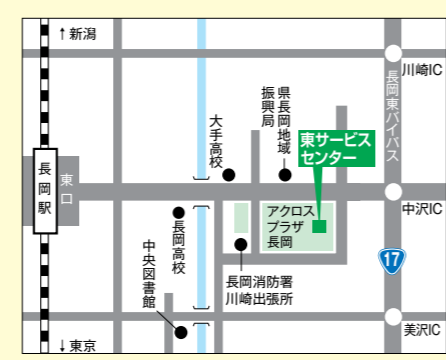 ↑新潟
川崎IC
長岡東バイパス
県長岡地域
振興局
大手高校
東サービス
センター
長岡駅
東口
中沢IC
アクロス
プラザ
長岡
長岡高校
中央図書館
長岡消防署
川崎出張所
17
美沢IC
↓東京